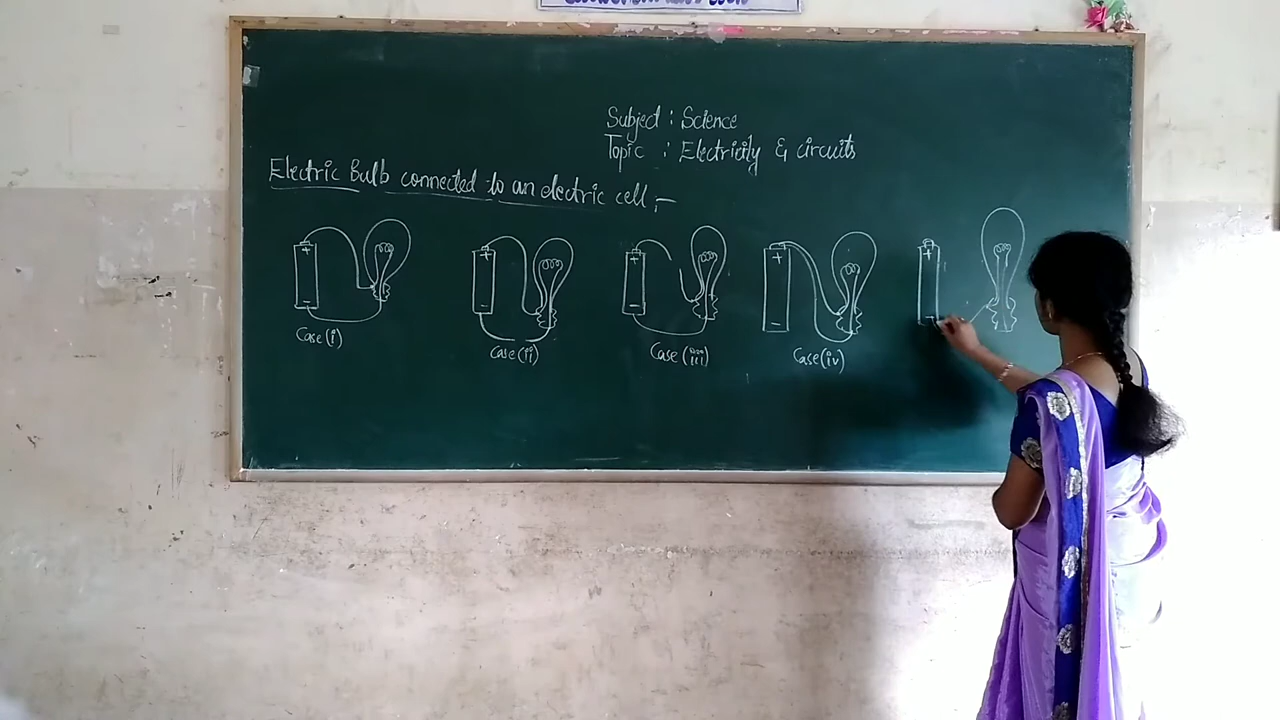 Subject : Science
Topic : Electricity & circuits
Electric Bulb connected to an electric cell :-
+ + + + +
- - - -
Case (i) Case (ii) Case (iii) Case (iv)